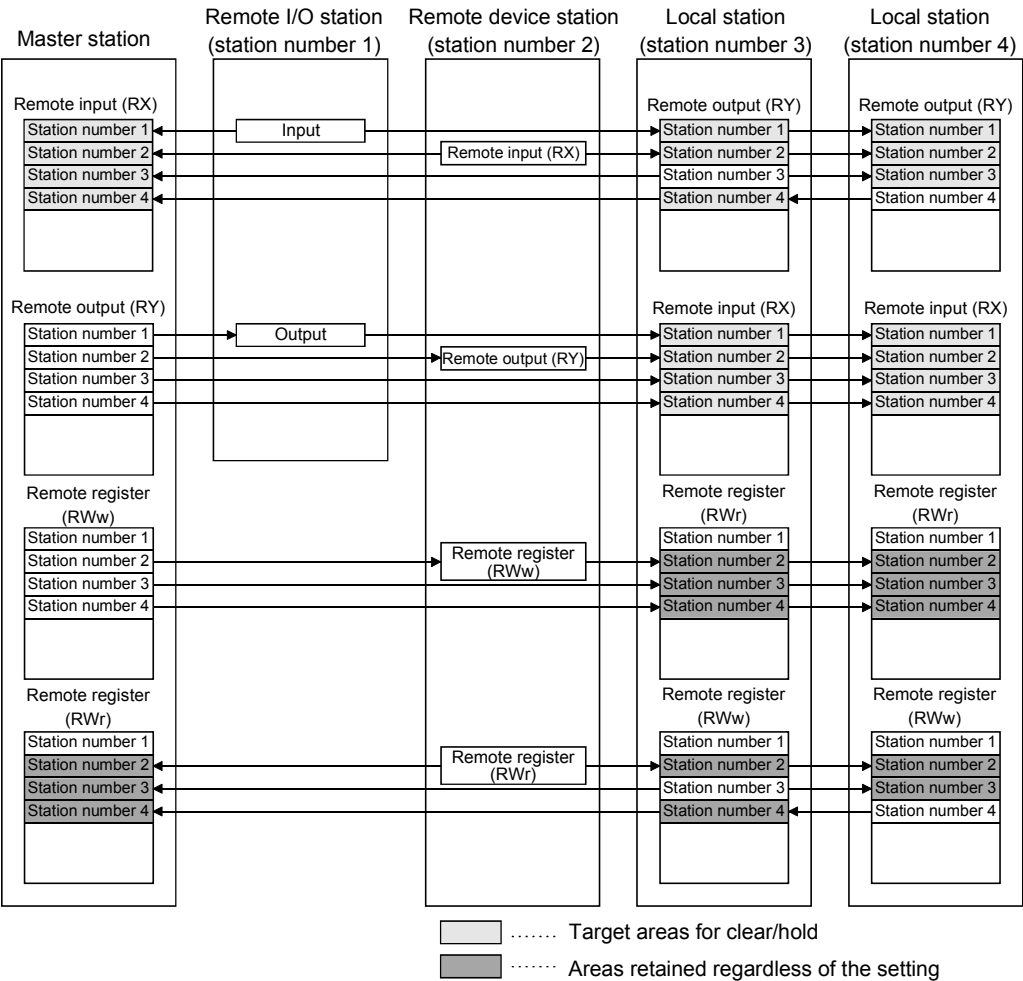 Master station
Remote I/O station
(station number 1)
Remote device station
(station number 2)
Local station
(station number 3)
Local station
(station number 4)
Remote input (RX)
Station number 1
Station number 2
Station number 3
Station number 4
Input
Remote input (RX)
Remote output (RY)
Station number 1
Station number 2
Station number 3
Station number 4
Remote output (RY)
Station number 1
Station number 2
Station number 3
Station number 4
Remote output (RY)
Station number 1
Station number 2
Station number 3
Station number 4
Output
Remote output (RY)
Remote input (RX)
Station number 1
Station number 2
Station number 3
Station number 4
Remote input (RX)
Station number 1
Station number 2
Station number 3
Station number 4
Remote register
(RWw)
Station number 1
Station number 2
Station number 3
Station number 4
Remote register
(RWw)
Remote register
(RWr)
Station number 1
Station number 2
Station number 3
Station number 4
Remote register
(RWr)
Station number 1
Station number 2
Station number 3
Station number 4
Remote register
(RWr)
Station number 1
Station number 2
Station number 3
Station number 4
Remote register
(RWr)
Remote register
(RWw)
Station number 1
Station number 2
Station number 3
Station number 4
Remote register
(RWw)
Station number 1
Station number 2
Station number 3
Station number 4
....... Target areas for clear/hold
....... Areas retained regardless of the setting